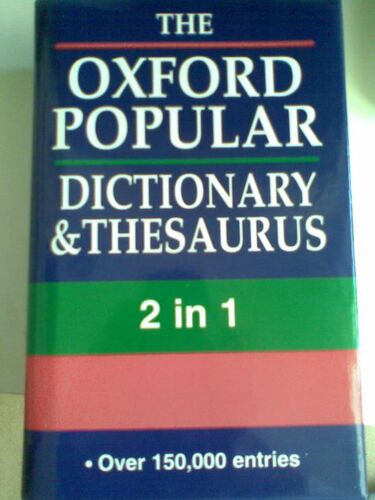 THE
OXFORD
POPULAR
DICTIONARY
& THESAURUS
2 in 1
• Over 150,000 entries